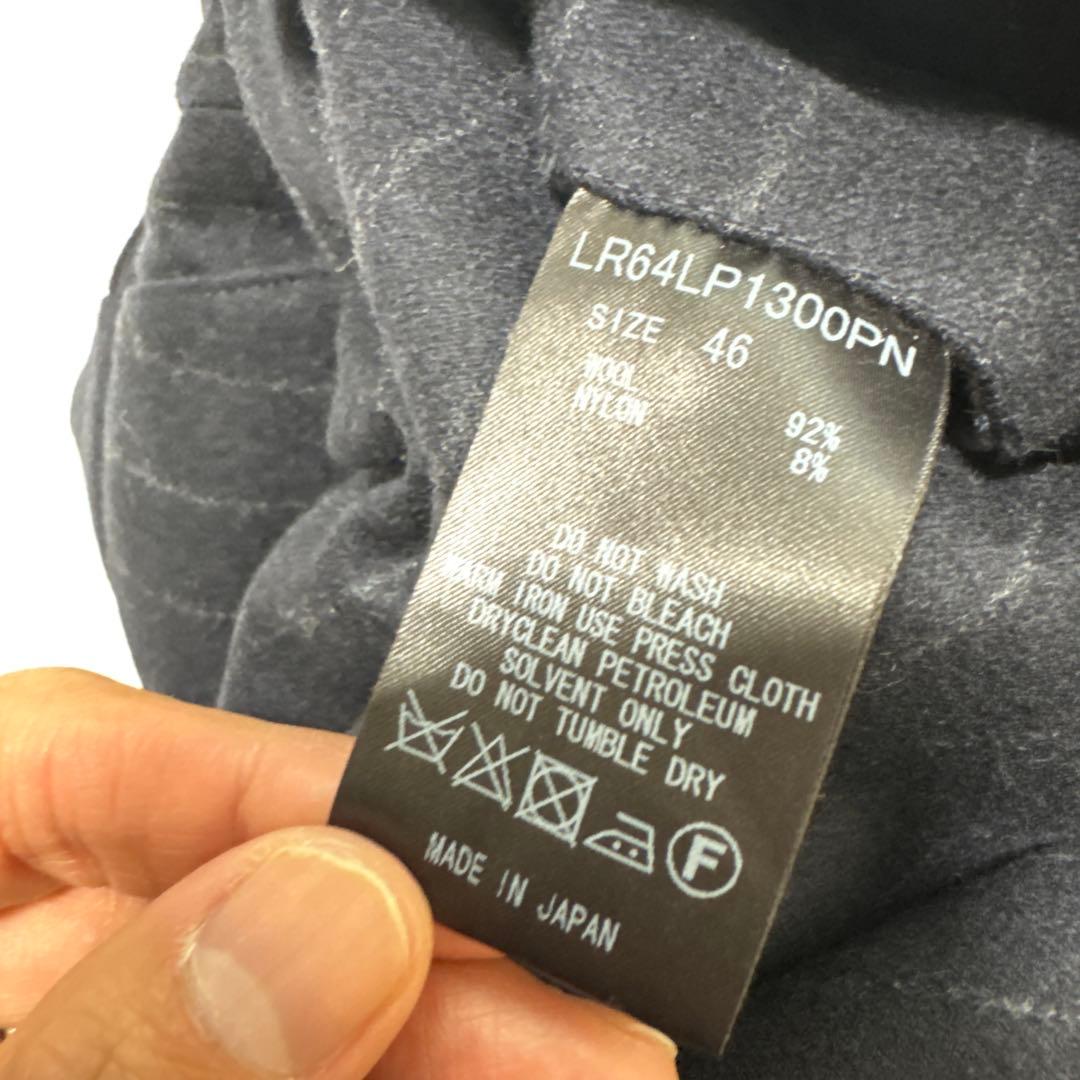 LR64LP1300PN
SIZE 46
WOOL 92%
NYLON 8%
DO NOT WASH
DO NOT BLEACH
WARM IRON USE PRESS CLOTH
DRYCLEAN PETROLEUM
SOLVENT ONLY
DO NOT TUMBLE DRY
F
MADE IN JAPAN